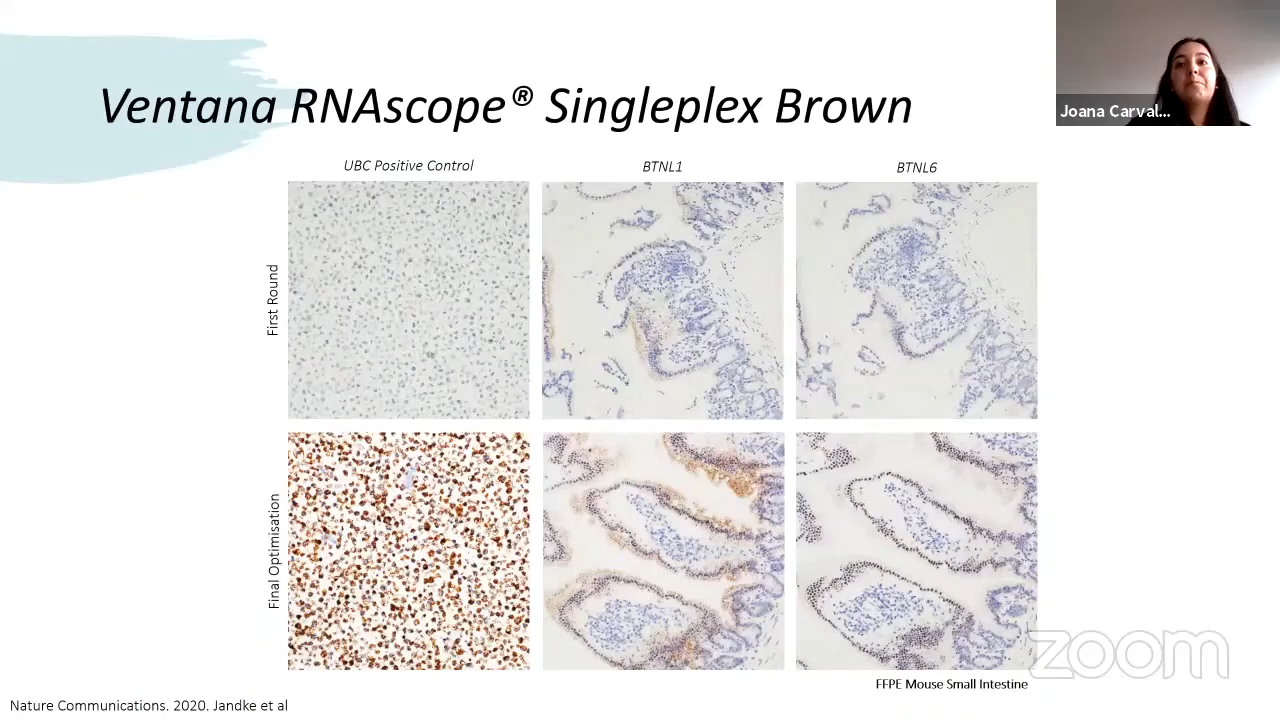 Ventana RNAscope® Singleplex Brown
Joana Carval...
UBC Positive Control
BTNL1
BTNL6
First Round
Final Optimisation
zoom
FFPE Mouse Small Intestine
Nature Communications. 2020. Jandke et al